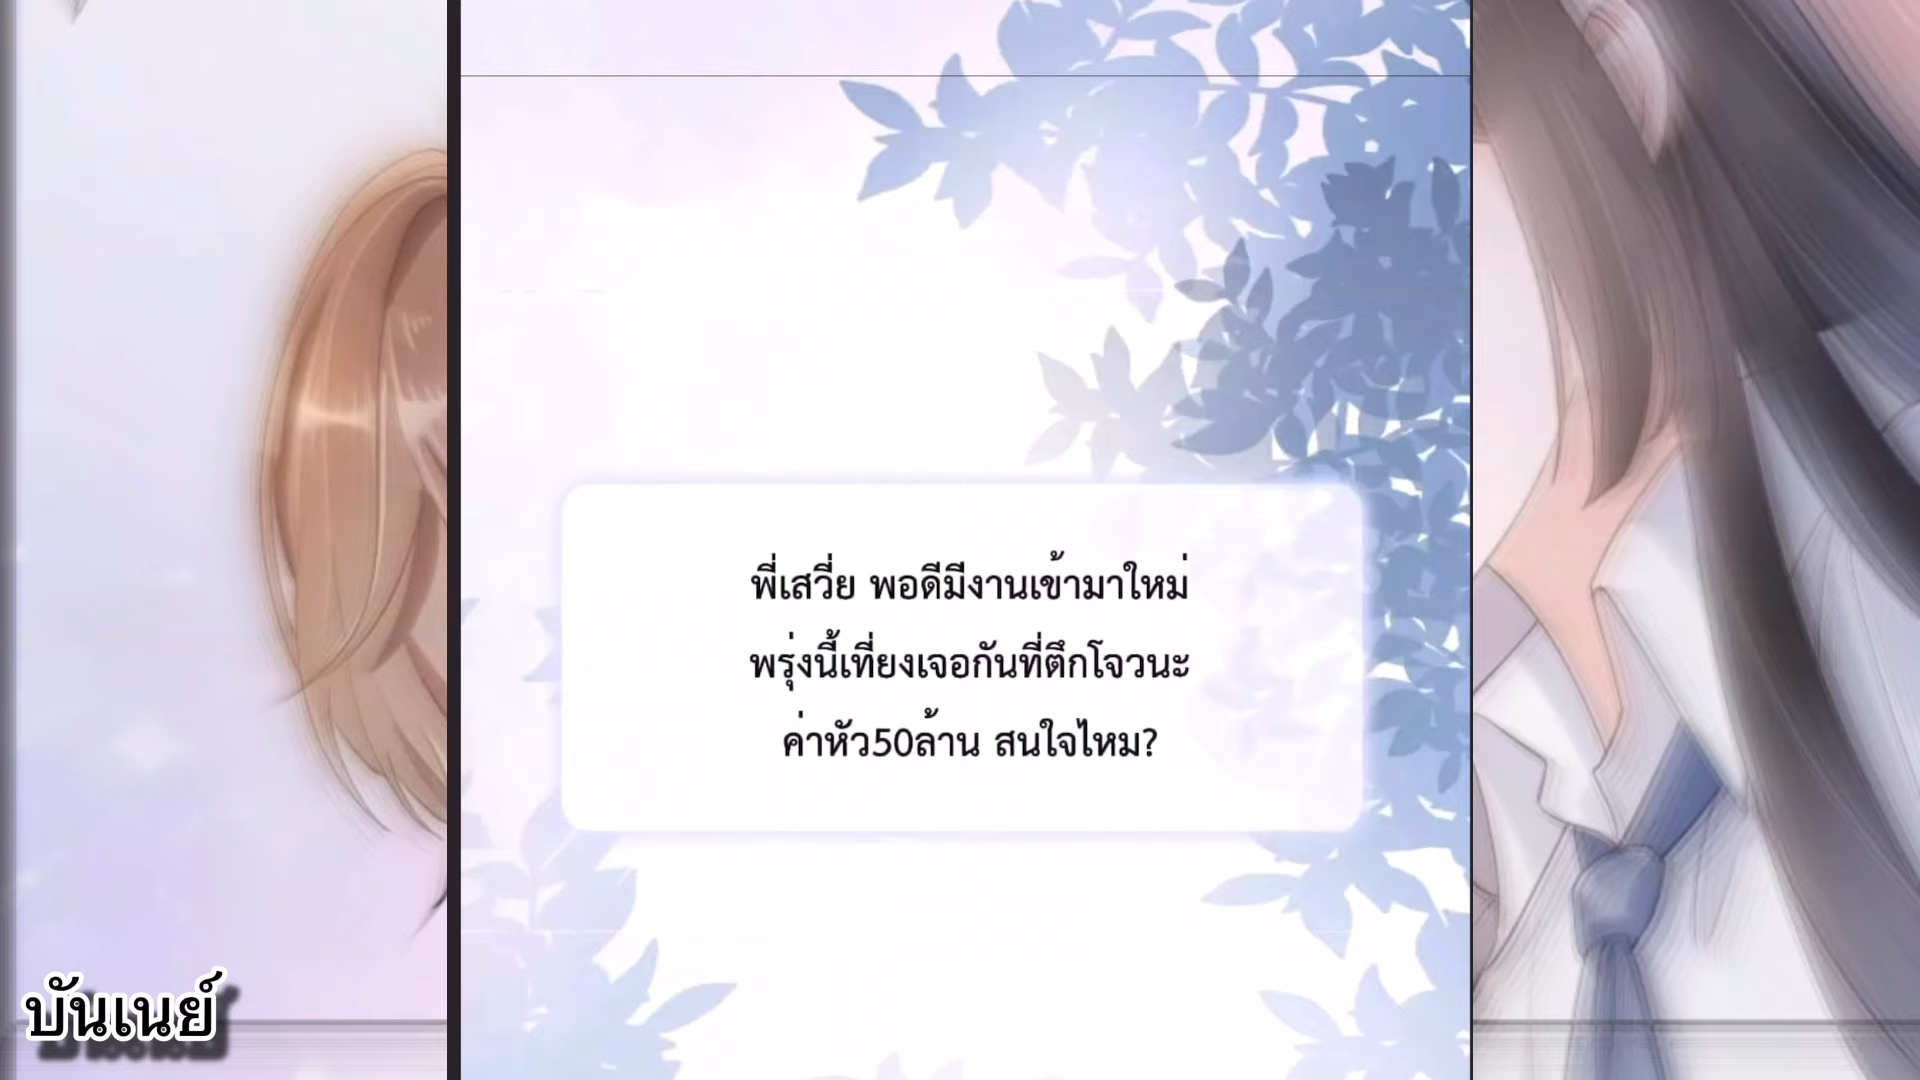 พี่เสวี่ย พอดีมีงานเข้ามาใหม่
พรุ่งนี้เที่ยงเจอกันที่ตึกโจวนะ
ค่าหัว50ล้าน สนใจไหม?
บันเนย์